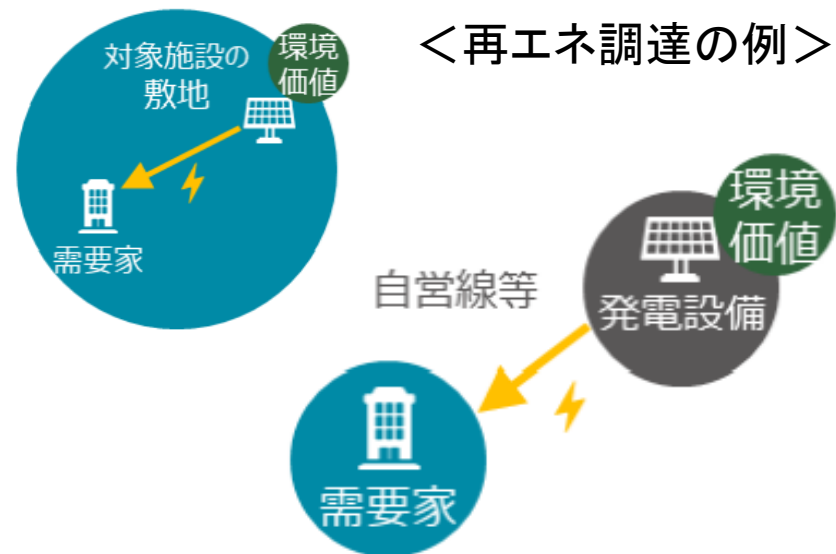 ＜再エネ調達の例＞
対象施設の
敷地
環境
価値
需要家
環境
価値
発電設備
自営線等
需要家